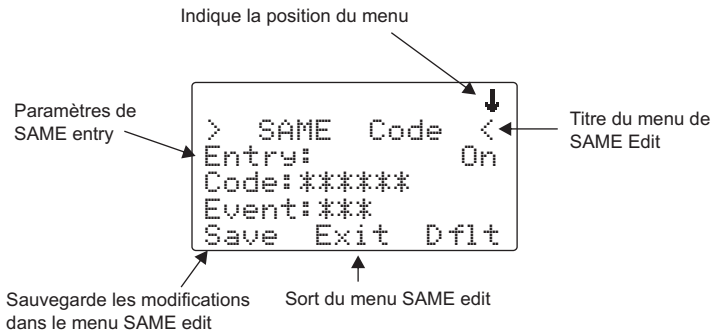 Indique la position du menu
Paramètres de
SAME entry
> SAME Code <
Entry: On
Code:******
Event:***
Save Exit Dflt
Titre du menu de
SAME Edit
Sauvegarde les modifications
dans le menu SAME edit
Sort du menu SAME edit